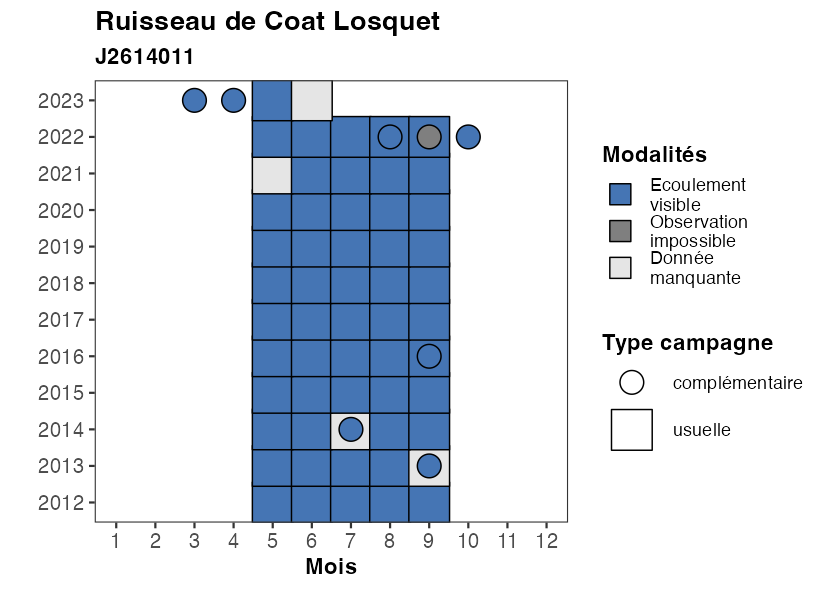 Ruisseau de Coat Losquet
J2614011
2023
2022
2021
2020
2019
2018
2017
2016
2015
2014
2013
2012
1 2 3 4 5 6 7 8 9 10 11 12
Mois
Modalités
Ecoulement
visible
Observation
impossible
Donnée
manquante
Type campagne
complémentaire
usuelle